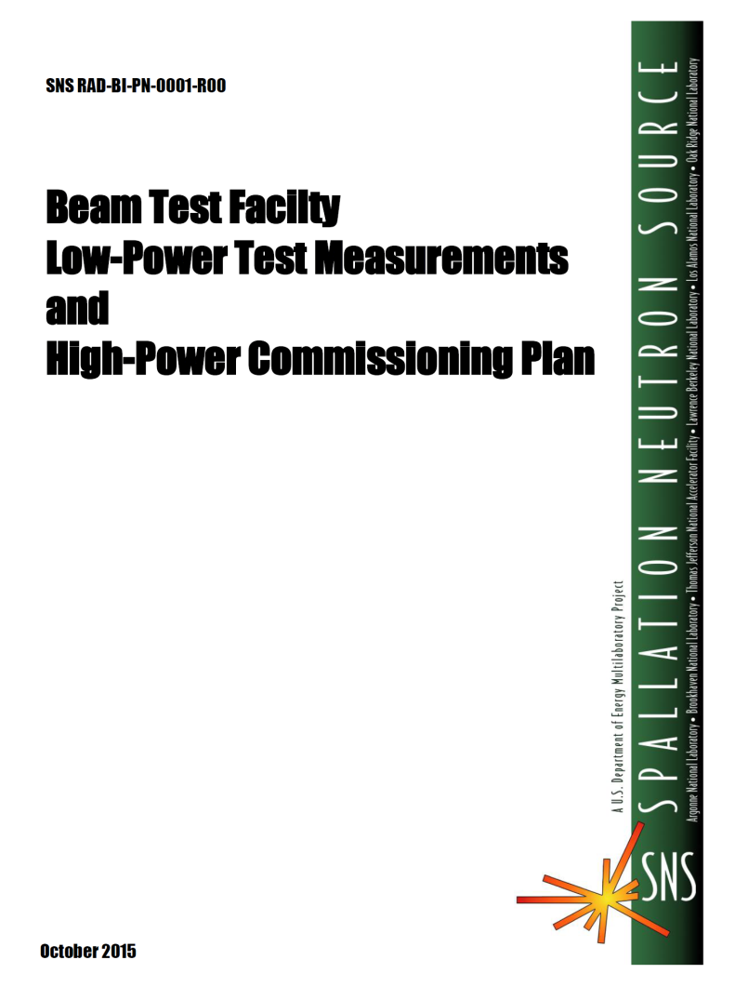 SNS RAD-BI-PN-0001-R00
Beam Test Facilty
Low-Power Test Measurements
and
High-Power Commissioning Plan
October 2015
A U.S. Department of Energy Multilaboratory Project
SPALLATION NEUTRON SOURCE
Argonne National Laboratory • Brookhaven National Laboratory • Thomas Jefferson National Accelerator Facility • Lawrence Berkeley National Laboratory • Los Alamos National Laboratory • Oak Ridge National Laboratory
SNS